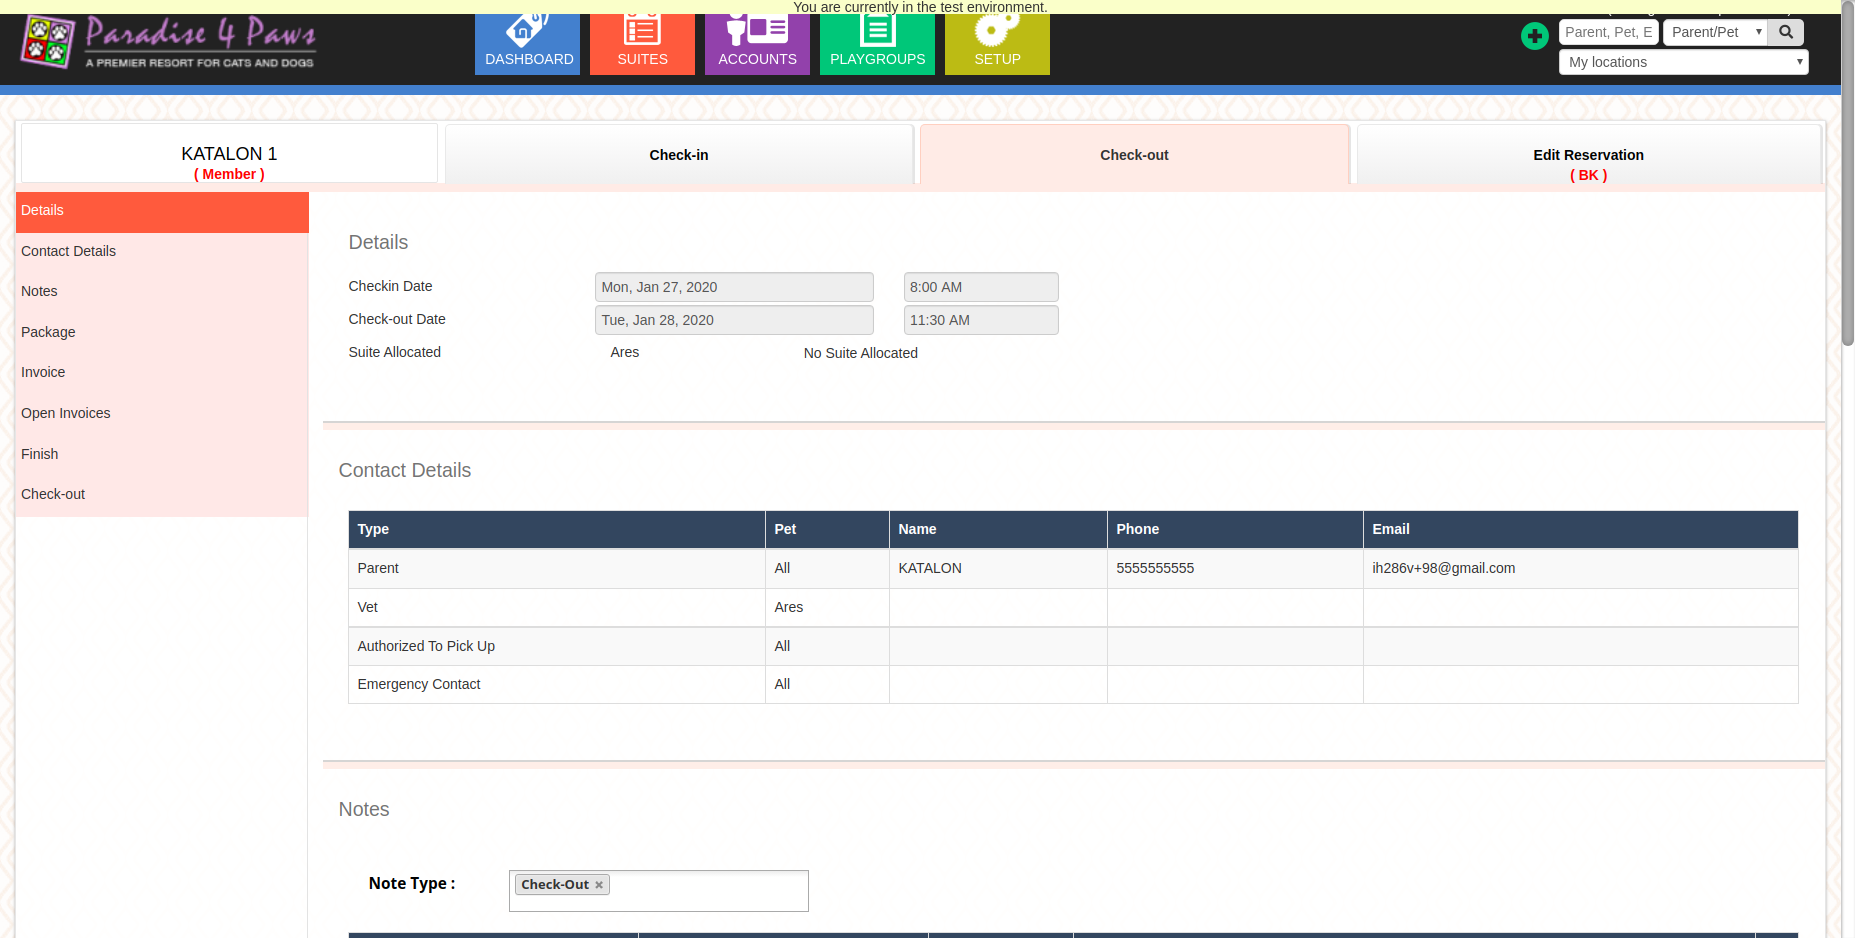 You are currently in the test environment.
Paradise 4 Paws
A PREMIER RESORT FOR CATS AND DOGS
DASHBOARD
SUITES
ACCOUNTS
PLAYGROUPS
SETUP
Parent, Pet, E
Parent/Pet
My locations
KATALON 1
( Member )
Check-in
Check-out
Edit Reservation
( BK )
Details
Contact Details
Notes
Package
Invoice
Open Invoices
Finish
Check-out
Details
Checkin Date Mon, Jan 27, 2020 8:00 AM
Check-out Date Tue, Jan 28, 2020 11:30 AM
Suite Allocated Ares No Suite Allocated
Contact Details
Type Pet Name Phone Email
Parent All KATALON 5555555555 ih286v+98@gmail.com
Vet Ares
Authorized To Pick Up All
Emergency Contact All
Notes
Note Type : Check-Out